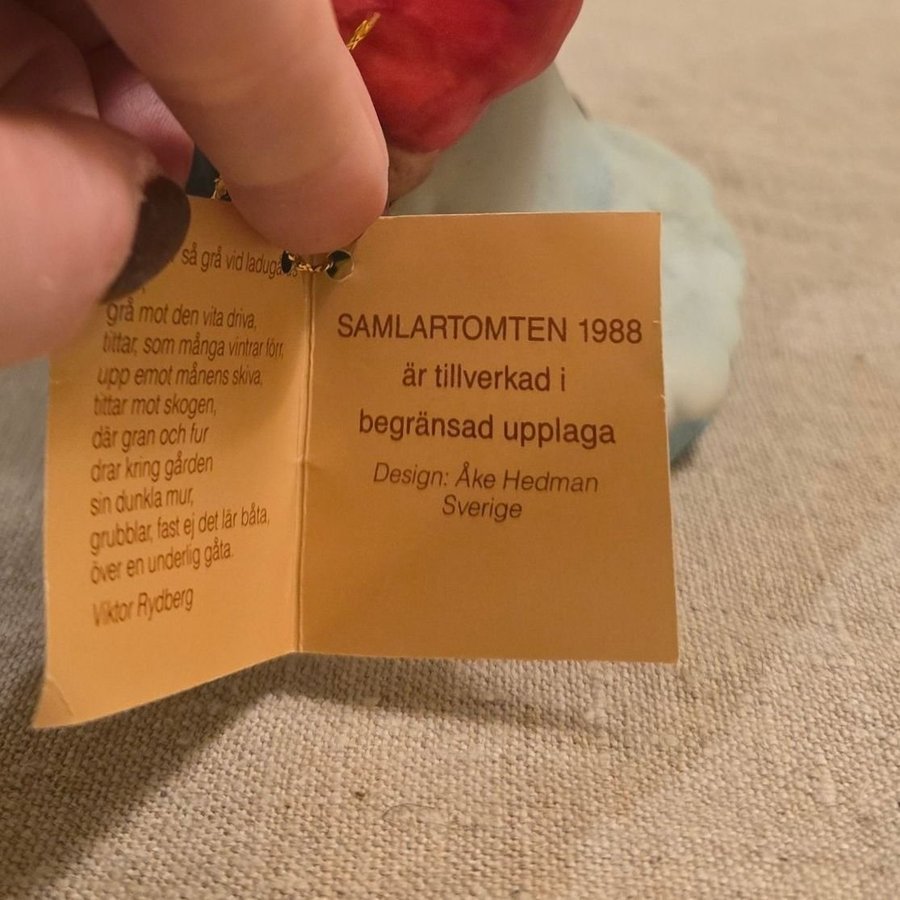 så grå vid laduga
grå mot den vita driva,
tittar, som många vintrar förr,
upp emot månens skiva,
tittar mot skogen,
där gran och fur
drar kring gården
sin dunkla mur,
grubblar, fast ej det lär båta,
över en underlig gåta.
Viktor Rydberg
SAMLARTOMTEN 1988
är tillverkad i
begränsad upplaga
Design: Åke Hedman
Sverige